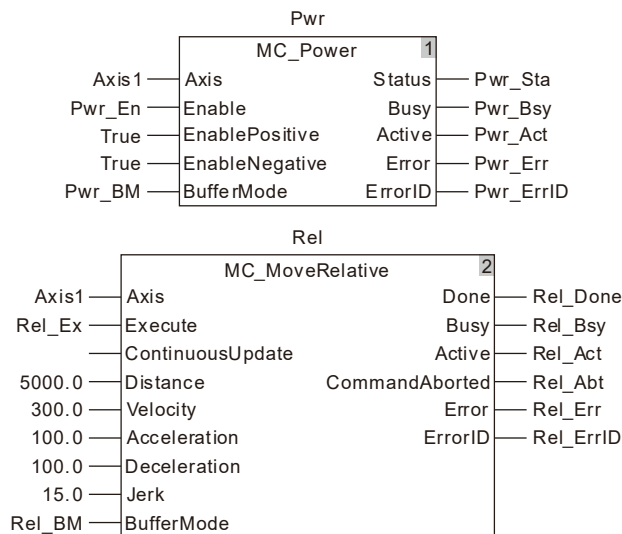 Pwr
MC_Power 1
Axis1 Axis Status Pwr_Sta
Pwr_En Enable Busy Pwr_Bsy
True EnablePositive Active Pwr_Act
True EnableNegative Error Pwr_Err
Pwr_BM BufferMode ErrorID Pwr_ErrID
Rel
MC_MoveRelative 2
Axis1 Axis Done Rel_Done
Rel_Ex Execute Busy Rel_Bsy
ContinuousUpdate Active Rel_Act
5000.0 Distance CommandAborted Rel_Abt
300.0 Velocity Error Rel_Err
100.0 Acceleration ErrorID Rel_ErrID
100.0 Deceleration
15.0 Jerk
Rel_BM BufferMode